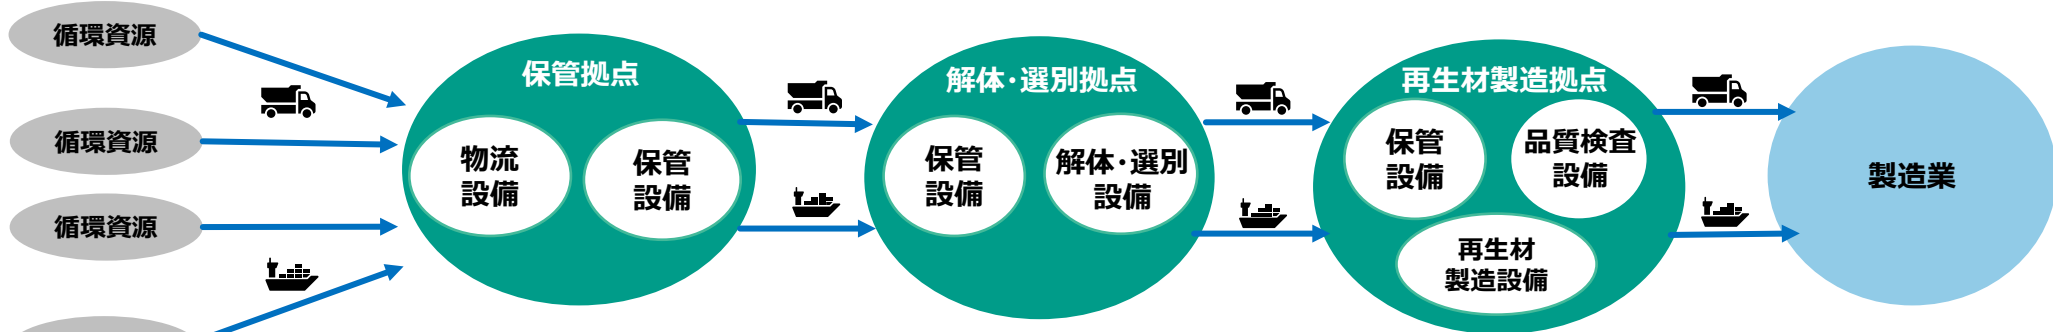 循環資源
循環資源
循環資源
保管拠点
物流
設備
保管
設備
解体・選別拠点
保管
設備
解体・選別
設備
再生材製造拠点
保管
設備
品質検査
設備
再生材
製造設備
製造業